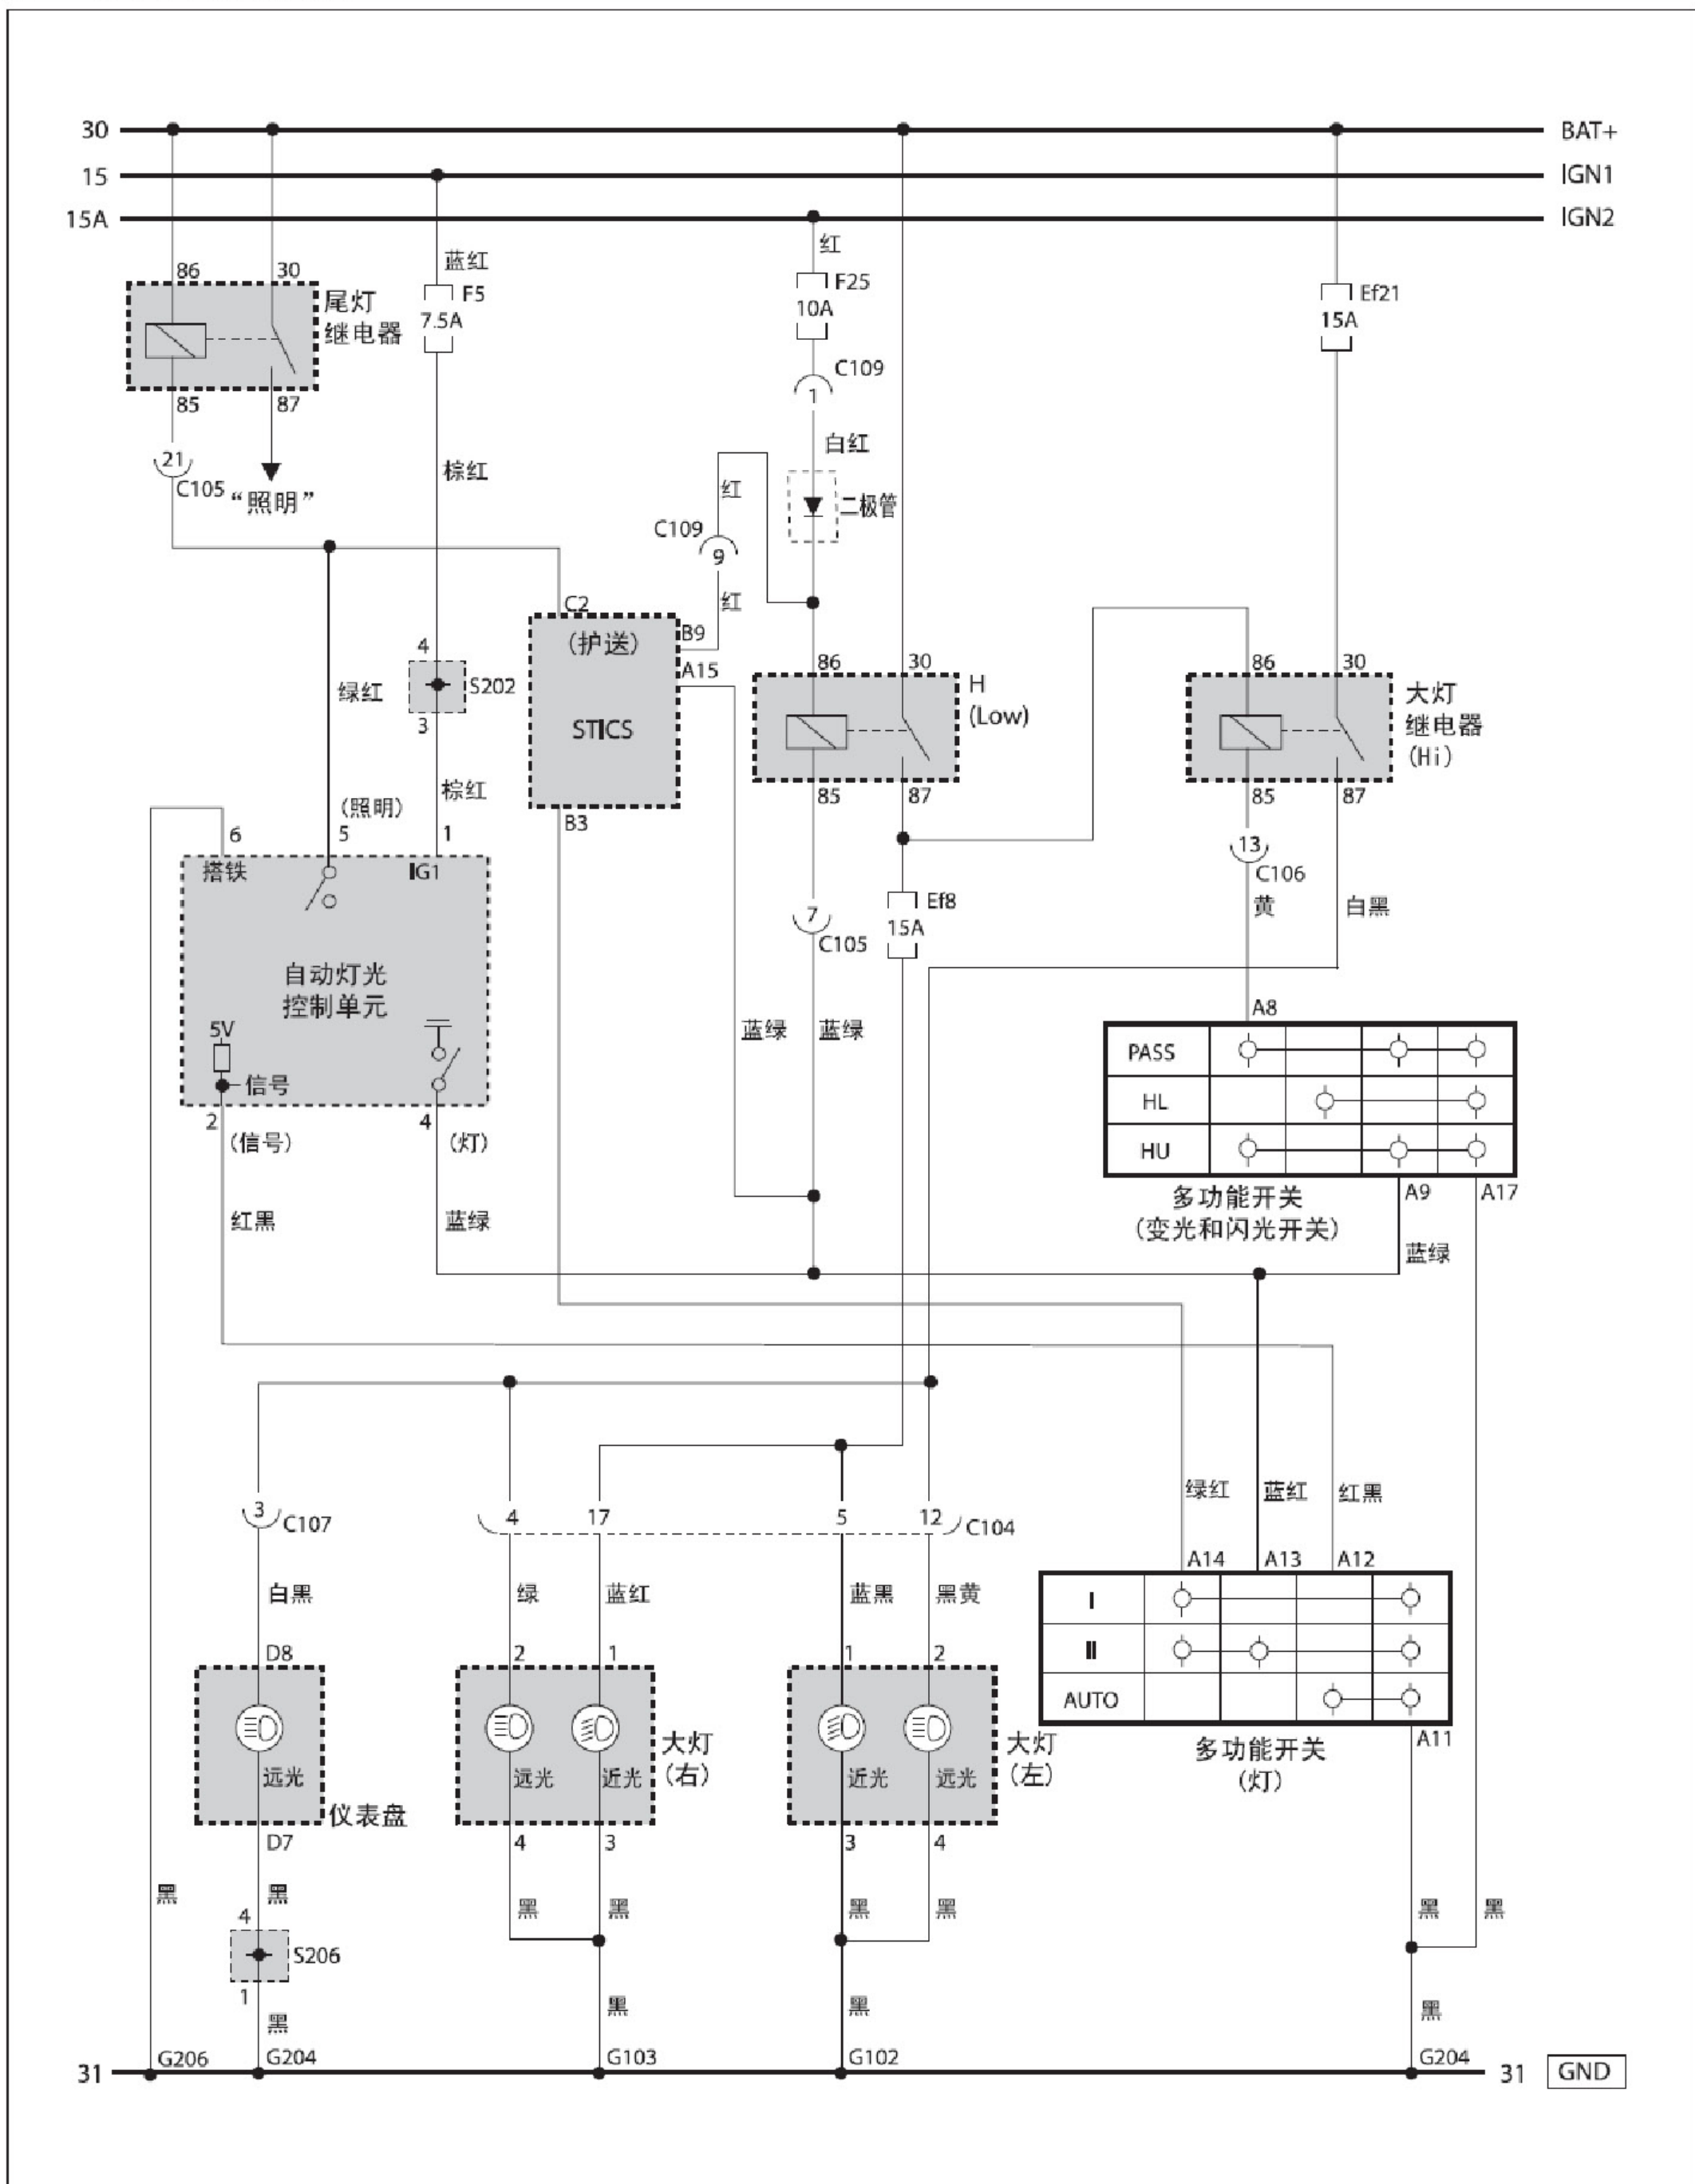 30 BAT+
15 IGN1
15A IGN2
红
蓝红
86 30
尾灯
继电器
F5
7.5A
F25
10A
Ef21
15A
C109
1
85 87
21
C105
“照明”
棕红
白红
二极管
红
C109
9
红
C2
(护送)
STICS
B9
A15
B3
4
S202
3
绿红
棕红
86 30
H
(Low)
85 87
86 30
大灯
继电器
(Hi)
85 87
(照明)
6 5 1
搭铁 IG1
自动灯光
控制单元
5V
信号
2 4
(信号) (灯)
7
C105
Ef8
15A
13
C106
黄 白黑
蓝绿 蓝绿
A8
PASS
HL
HU
A9 A17
多功能开关
(变光和闪光开关)
红黑 蓝绿
蓝绿
绿红 蓝红 红黑
3
C107
4 17 5 12
C104
A14 A13 A12
I
II
AUTO
A11
多功能开关
(灯)
白黑 绿 蓝红 蓝黑 黑黄
D8 2 1 1 2
远光 远光 近光 近光 远光
仪表盘
大灯
(右)
大灯
(左)
D7 4 3 3 4
黑 黑 黑 黑 黑 黑 黑 黑
4
S206
1
黑 黑 黑 黑
31 G206 G204 G103 G102 G204 31 GND